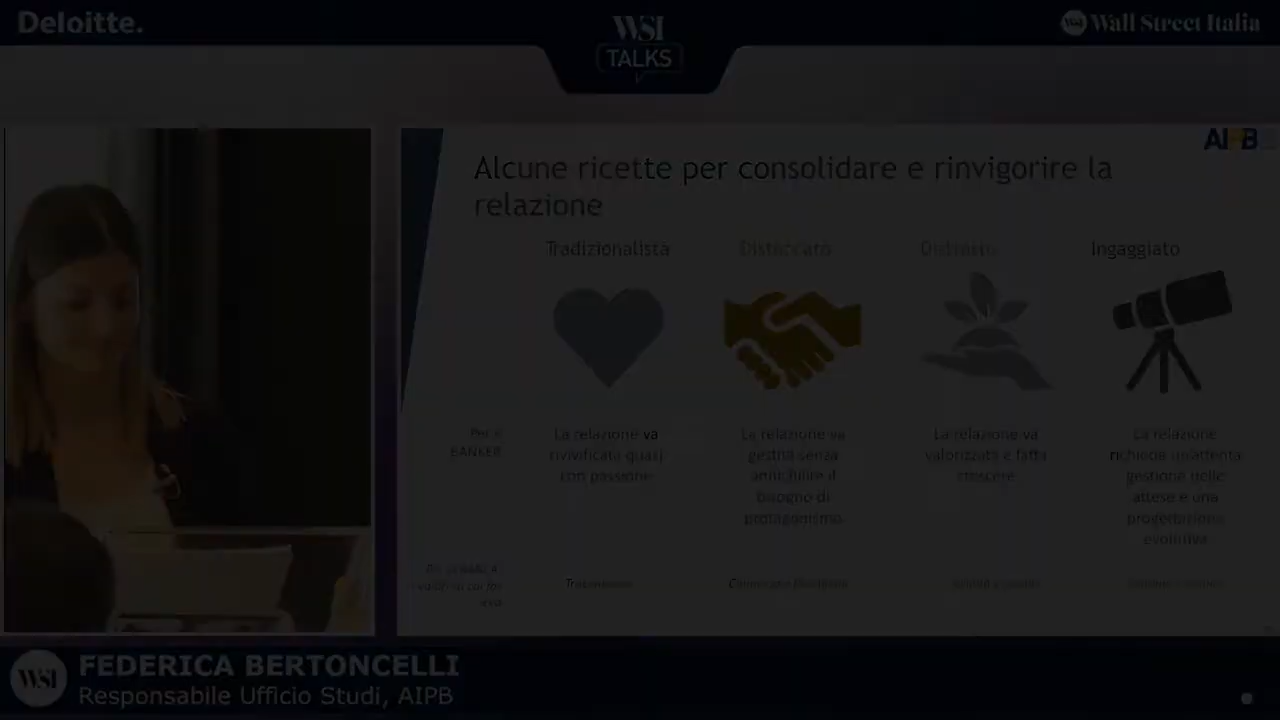 Deloitte.
WSI
TALKS
WSI Wall Street Italia
AIPB
Alcune ricette per consolidare e rinvigorire la
relazione
Tradizionalista
Distaccato
Distratto
Ingaggiato
Per il
BANKER
La relazione va
rivivificata quasi
con passione
La relazione va
gestita senza
annichilire il
bisogno di
protagonismo
La relazione va
valorizzata e fatta
crescere
La relazione
richiede un'attenta
gestione delle
attese e una
progettazione
evolutiva
WSI
FEDERICA BERTONCELLI
Responsabile Ufficio Studi, AIPB